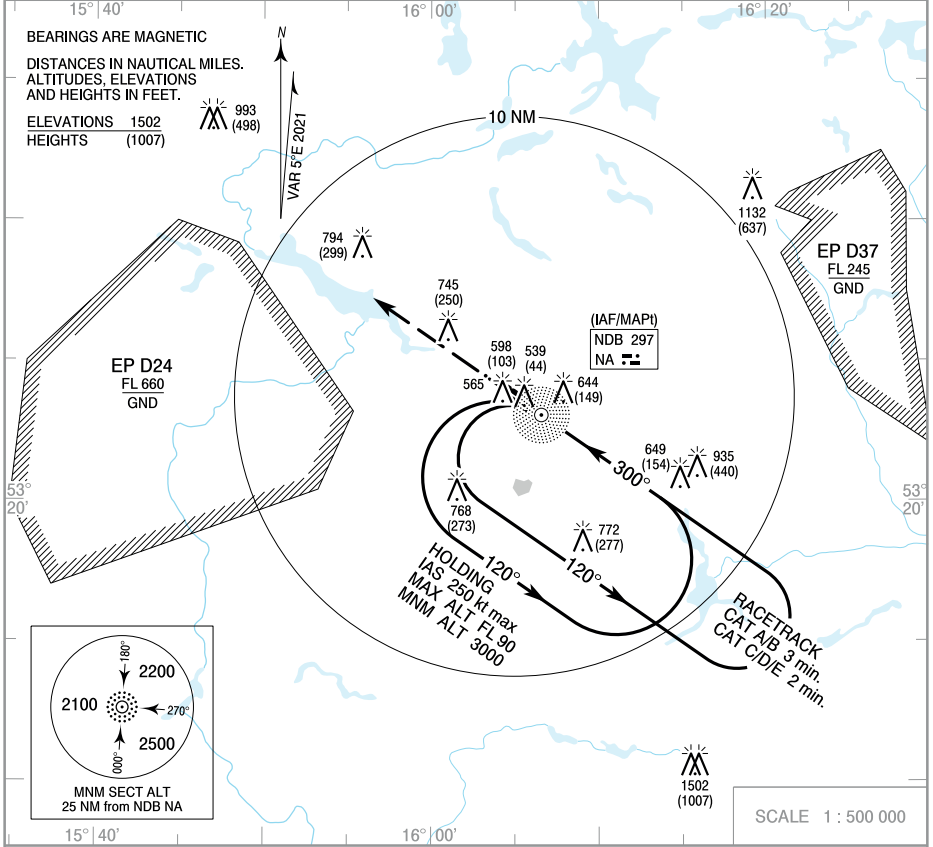 15° 40'
16° 00'
16° 20'
BEARINGS ARE MAGNETIC
DISTANCES IN NAUTICAL MILES.
ALTITUDES, ELEVATIONS
AND HEIGHTS IN FEET.
ELEVATIONS 1502
HEIGHTS (1007)
993
(498)
N
VAR 5°E 2021
10 NM
1132
(637)
EP D37
FL 245
GND
794
(299)
745
(250)
(IAF/MAPt)
NDB 297
NA
598
(103)
539
(44)
565
644
(149)
EP D24
FL 660
GND
649
(154)
935
(440)
300°
53°
20'
53°
20'
768
(273)
772
(277)
120°
120°
HOLDING
IAS 250 kt max
MAX ALT FL 90
MNM ALT 3000
RACETRACK
CAT A/B 3 min.
CAT C/D/E 2 min.
180°
2200
2100
270°
2500
000°
MNM SECT ALT
25 NM from NDB NA
1502
(1007)
SCALE 1 : 500 000
15° 40'
16° 00'